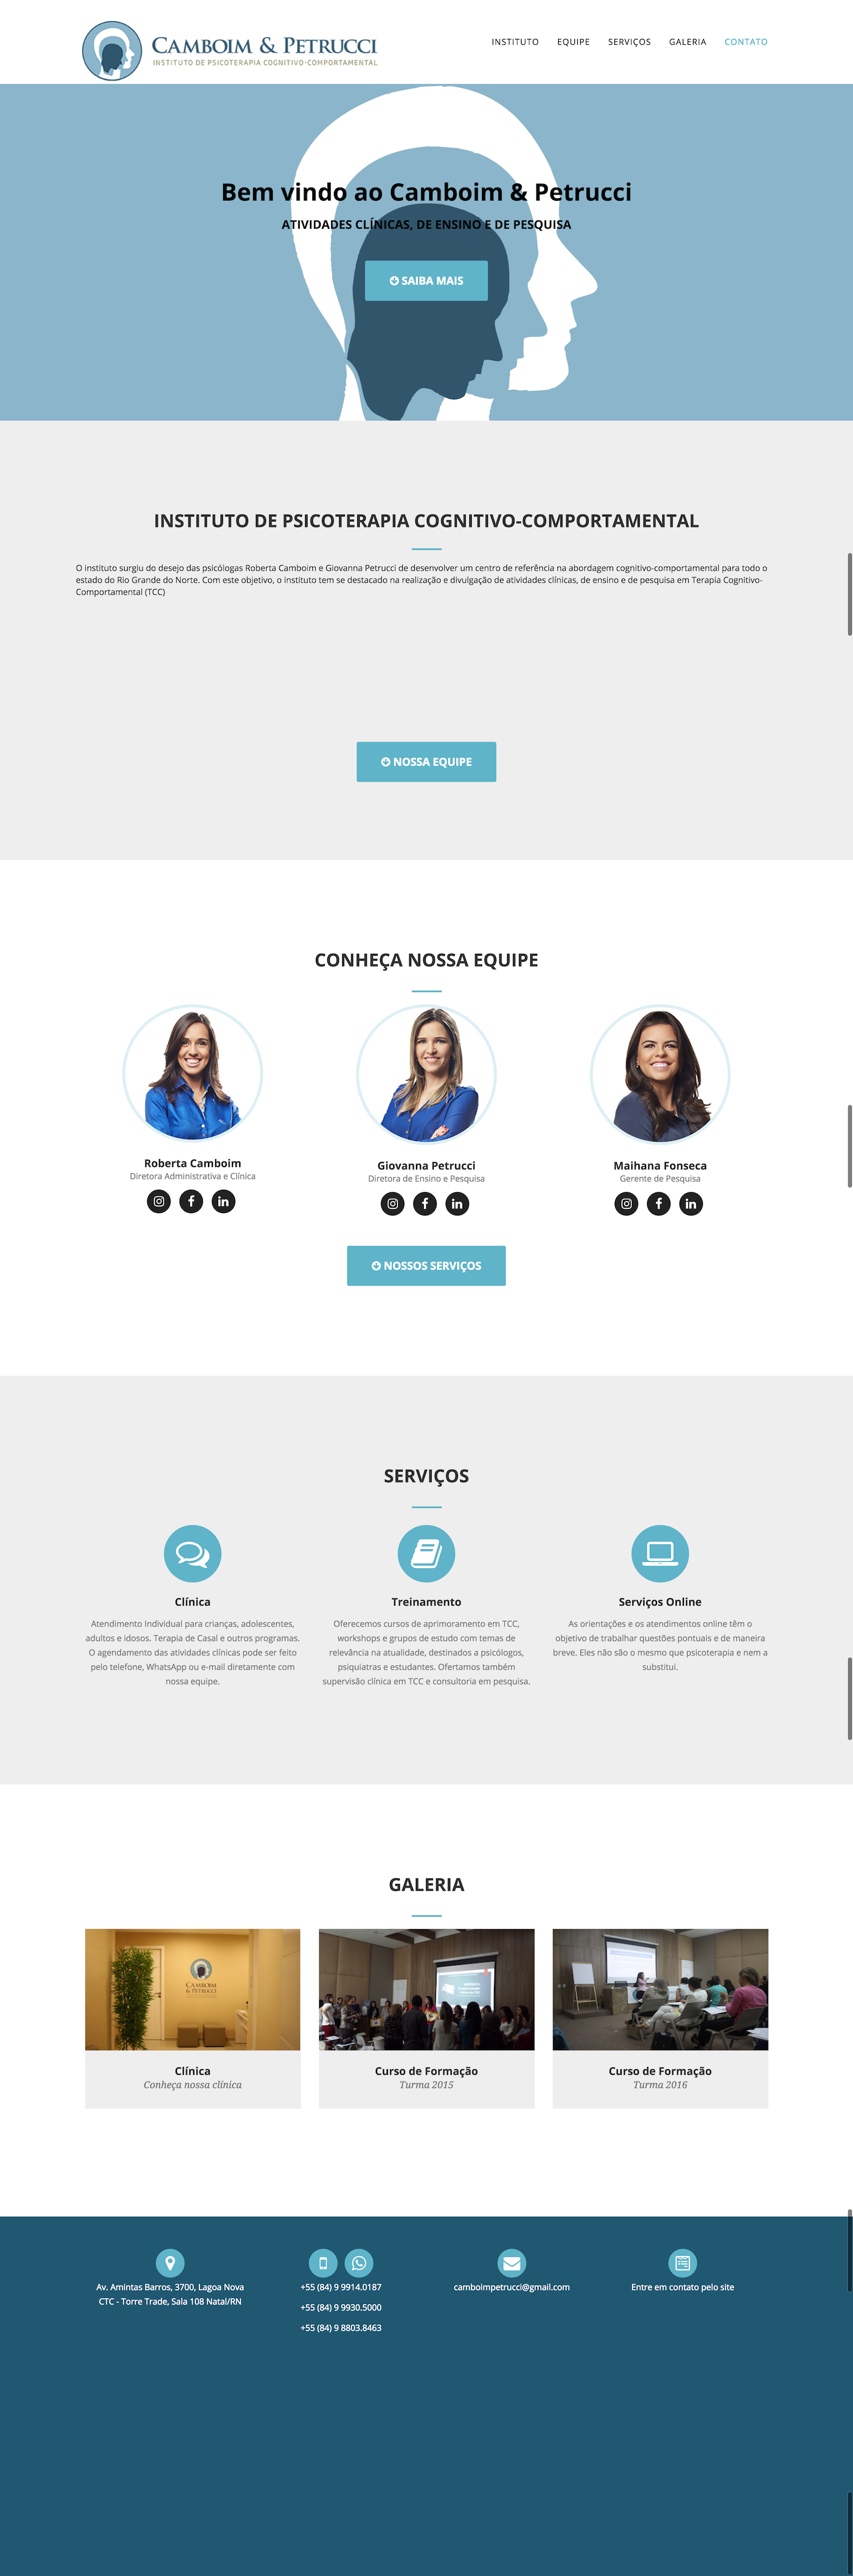 CAMBOIM & PETRUCCI
INSTITUTO DE PSICOTERAPIA COGNITIVO-COMPORTAMENTAL
INSTITUTO
EQUIPE
SERVIÇOS
GALERIA
CONTATO
Bem vindo ao Camboim & Petrucci
ATIVIDADES CLÍNICAS, DE ENSINO E DE PESQUISA
SAIBA MAIS
INSTITUTO DE PSICOTERAPIA COGNITIVO-COMPORTAMENTAL
O instituto surgiu do desejo das psicólogas Roberta Camboim e Giovanna Petrucci de desenvolver um centro de referência na abordagem cognitivo-comportamental para todo o
estado do Rio Grande do Norte. Com este objetivo, o instituto tem se destacado na realização e divulgação de atividades clínicas, de ensino e de pesquisa em Terapia Cognitivo-
Comportamental (TCC)
NOSSA EQUIPE
CONHEÇA NOSSA EQUIPE
Roberta Camboim
Diretora Administrativa e Clínica
Giovanna Petrucci
Diretora de Ensino e Pesquisa
Maihana Fonseca
Gerente de Pesquisa
NOSSOS SERVIÇOS
SERVIÇOS
Clínica
Atendimento Individual para crianças, adolescentes,
adultos e idosos. Terapia de Casal e outros programas.
O agendamento das atividades clínicas pode ser feito
pelo telefone, WhatsApp ou e-mail diretamente com
nossa equipe.
Treinamento
Oferecemos cursos de aprimoramento em TCC,
workshops e grupos de estudo com temas de
relevância na atualidade, destinados a psicólogos,
psiquiatras e estudantes. Ofertamos também
supervisão clínica em TCC e consultoria em pesquisa.
Serviços Online
As orientações e os atendimentos online têm o
objetivo de trabalhar questões pontuais e de maneira
breve. Eles não são o mesmo que psicoterapia e nem a
substitui.
GALERIA
CAMBOIM
& PETRUCCI
Clínica
Conheça nossa clínica
Curso de Formação
Turma 2015
Curso de Formação
Turma 2016
Av. Amintas Barros, 3700, Lagoa Nova
CTC - Torre Trade, Sala 108 Natal/RN
+55 (84) 9 9914.0187
+55 (84) 9 9930.5000
+55 (84) 9 8803.8463
camboimpetrucci@gmail.com
Entre em contato pelo site